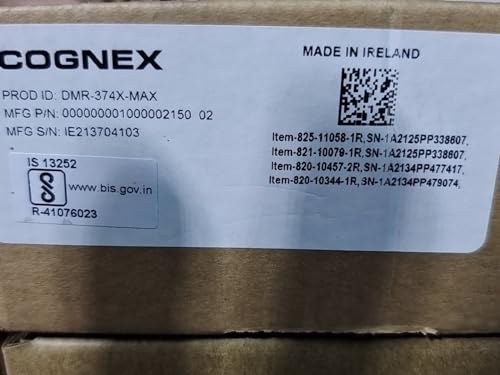 COGNEX
PROD ID: DMR-374X-MAX
MFG P/N: 000000001000002150 02
MFG S/N: IE213704103
IS 13252
www.bis.gov.in
R-41076023
MADE IN IRELAND
Item-825-11058-1R,SN-1A2125PP338607,
Item-821-10079-1R,SN-1A2125PP338607,
Item-820-10457-2R,SN-1A2134PP477417,
Item-820-10344-1R,SN-1A2134PP479074,